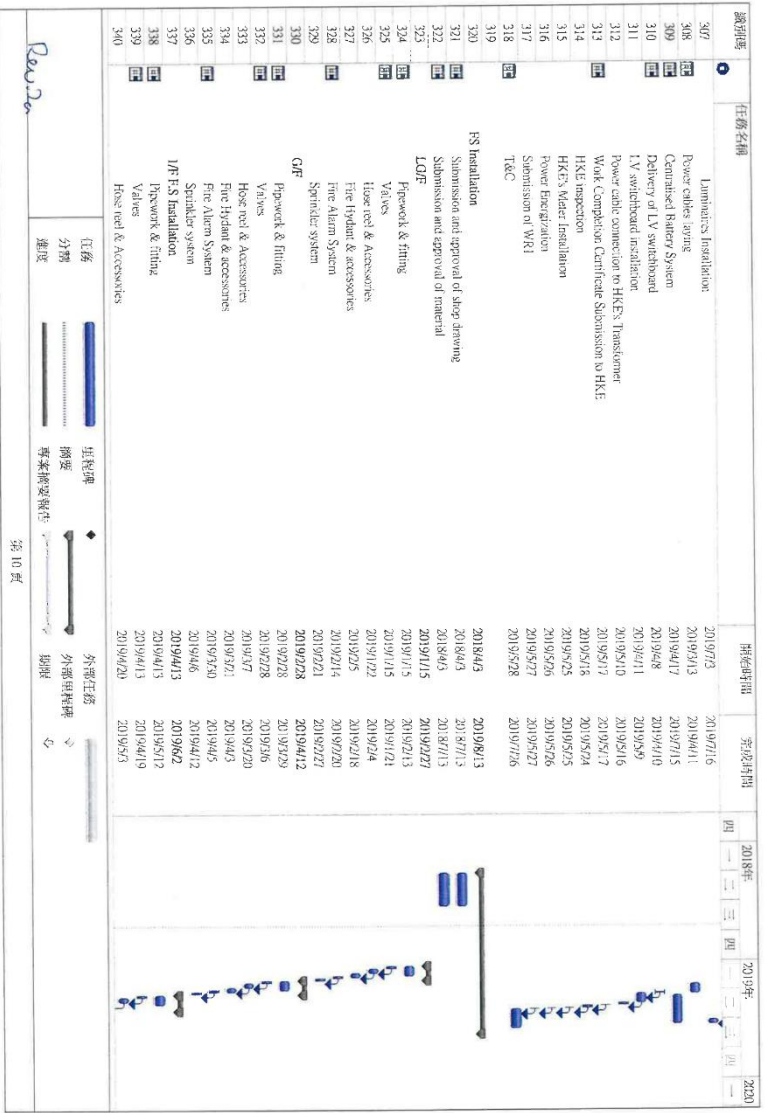 識別碼 任務名稱 開始時間 完成時間 2018年 2019年 2020
四 一 二 三 四 一 二 三 四 一
307 Luminaires Installation 2019/7/3 2019/7/16
308 Power cables laying 2019/3/13 2019/4/11
309 Centralised Battery System 2019/4/17 2019/7/15
310 Delivery of LV switchboard 2019/4/8 2019/4/10
311 LV switchboard installation 2019/4/11 2019/5/9
312 Power cable connection to HKE's Transformer 2019/5/10 2019/5/16
313 Work Completion Certificate Submission to HKE 2019/5/17 2019/5/17
314 HKE inspection 2019/5/18 2019/5/24
315 HKE's Meter Installation 2019/5/25 2019/5/25
316 Power Energization 2019/5/26 2019/5/26
317 Submission of WR1 2019/5/27 2019/5/27
318 T&C 2019/5/28 2019/7/26
319
320 FS Installation 2018/4/3 2019/8/13
321 Submission and approval of shop drawing 2018/4/3 2018/7/13
322 Submission and approval of material 2018/4/3 2018/7/13
323 LG/F 2019/1/15 2019/2/27
324 Pipework & fitting 2019/1/15 2019/2/13
325 Valves 2019/1/15 2019/1/21
326 Hose reel & Accessories 2019/1/22 2019/2/4
327 Fire Hydant & accessories 2019/2/5 2019/2/18
328 Fire Alarm System 2019/2/14 2019/2/20
329 Sprinkler system 2019/2/21 2019/2/27
330 G/F 2019/2/28 2019/4/12
331 Pipework & Fitting 2019/2/28 2019/3/29
332 Valves 2019/2/28 2019/3/6
333 Hose reel & Accessories 2019/3/7 2019/3/20
334 Fire Hydant & accessories 2019/3/21 2019/4/3
335 Fire Alarm System 2019/3/30 2019/4/5
336 Sprinkler system 2019/4/6 2019/4/12
337 1/F F.S. Installation 2019/4/13 2019/6/2
338 Pipework & fitting 2019/4/13 2019/5/12
339 Valves 2019/4/13 2019/4/19
340 Hose reel & Accessories 2019/4/20 2019/5/3
任務 里程碑 外部任務
分割 摘要 外部里程碑
進度 專案摘要報告 期限
Rev.2a
第 10 頁